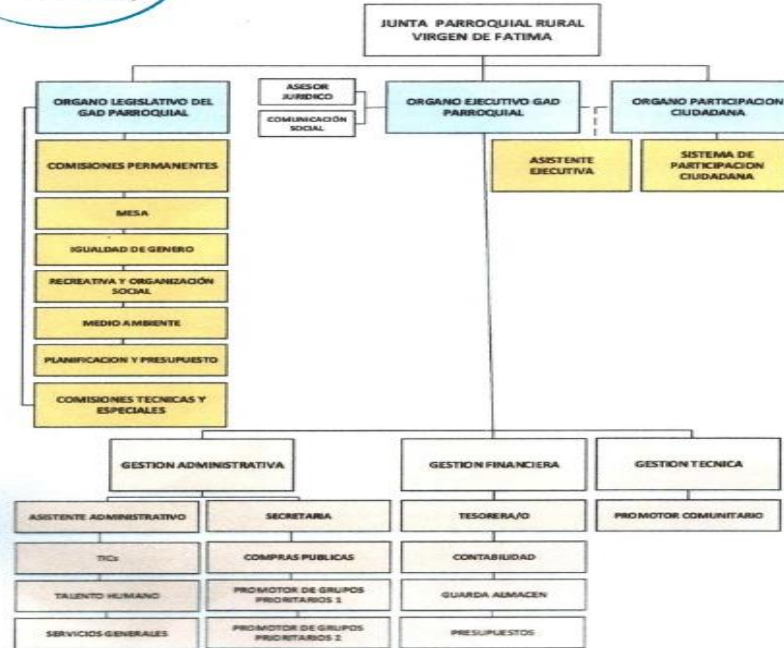 JUNTA PARROQUIAL RURAL
VIRGEN DE FATIMA
ORGANO LEGISLATIVO DEL
GAD PARROQUIAL
ASESOR
JURIDICO
COMUNICACIÓN
SOCIAL
ORGANO EJECUTIVO GAD
PARROQUIAL
ORGANO PARTICIPACION
CIUDADANA
COMISIONES PERMANENTES
ASISTENTE
EJECUTIVA
SISTEMA DE
PARTICIPACION
CIUDADANA
MESA
IGUALDAD DE GENERO
RECREATIVA Y ORGANIZACIÓN
SOCIAL
MEDIO AMBIENTE
PLANIFICACION Y PRESUPUESTO
COMISIONES TECNICAS Y
ESPECIALES
GESTION ADMINISTRATIVA
GESTION FINANCIERA
GESTION TECNICA
ASISTENTE ADMINISTRATIVO
SECRETARIA
TESORERA/O
PROMOTOR COMUNITARIO
TICs
COMPRAS PUBLICAS
CONTABILIDAD
TALENTO HUMANO
PROMOTOR DE GRUPOS
PRIORITARIOS 1
GUARDA ALMACEN
SERVICIOS GENERALES
PROMOTOR DE GRUPOS
PRIORITARIOS 2
PRESUPUESTOS